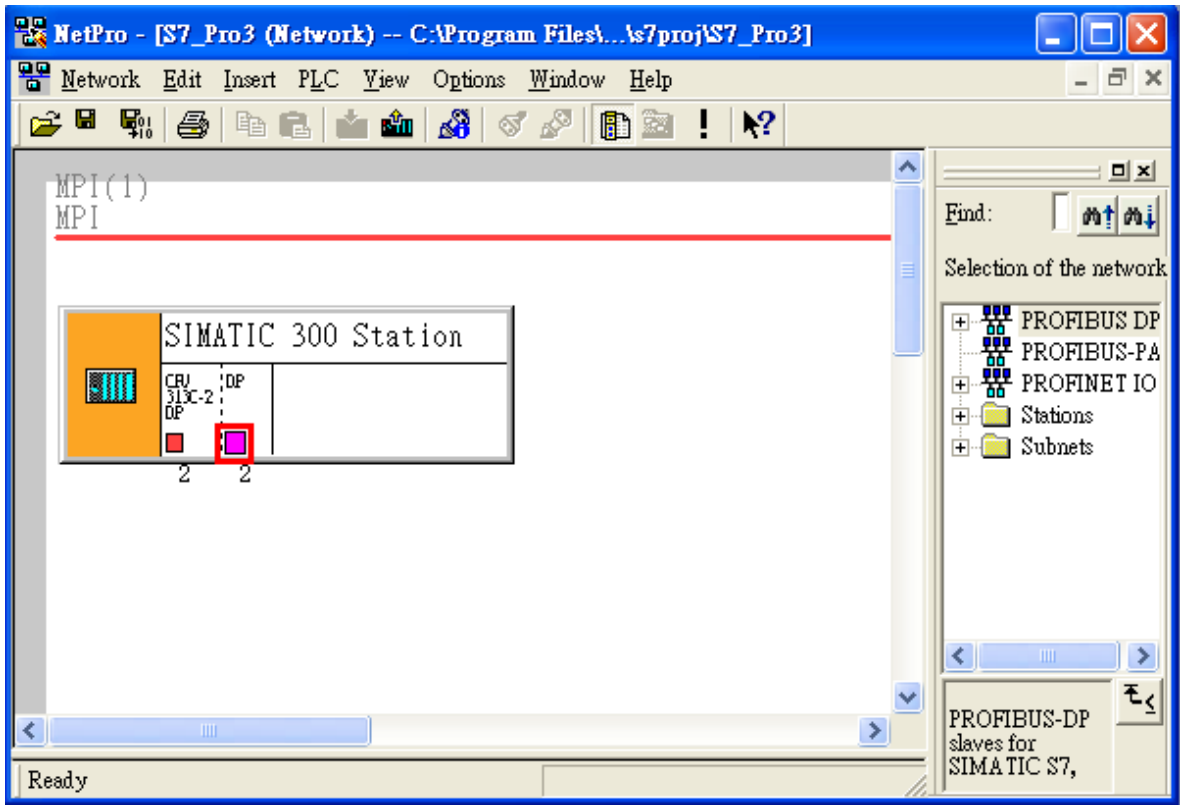 NetPro - [S7_Pro3 (Network) -- C:\Program Files\...\s7proj\S7_Pro3]
Network Edit Insert PLC View Options Window Help
MPI(1)
MPI
SIMATIC 300 Station
CPU
313C-2
DP
DP
2
2
Find:
Selection of the network
PROFIBUS DP
PROFIBUS-PA
PROFINET IO
Stations
Subnets
PROFIBUS-DP
slaves for
SIMATIC S7,
Ready